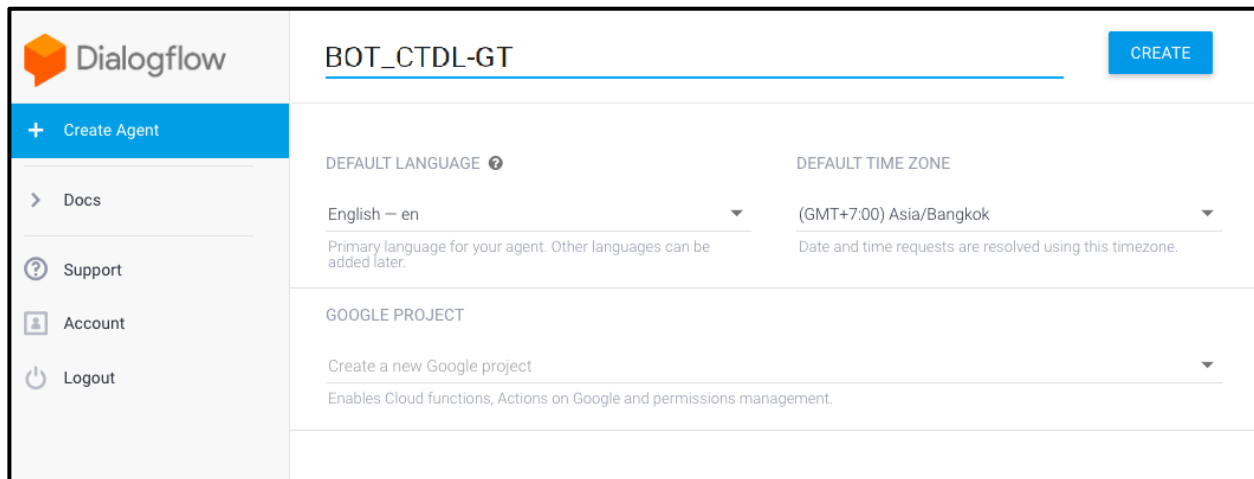 Dialogflow
BOT_CTDL-GT
CREATE
+ Create Agent
DEFAULT LANGUAGE ?
DEFAULT TIME ZONE
Docs
English — en
(GMT+7:00) Asia/Bangkok
Primary language for your agent. Other languages can be
added later.
Date and time requests are resolved using this timezone.
Support
GOOGLE PROJECT
Account
Create a new Google project
Logout
Enables Cloud functions, Actions on Google and permissions management.